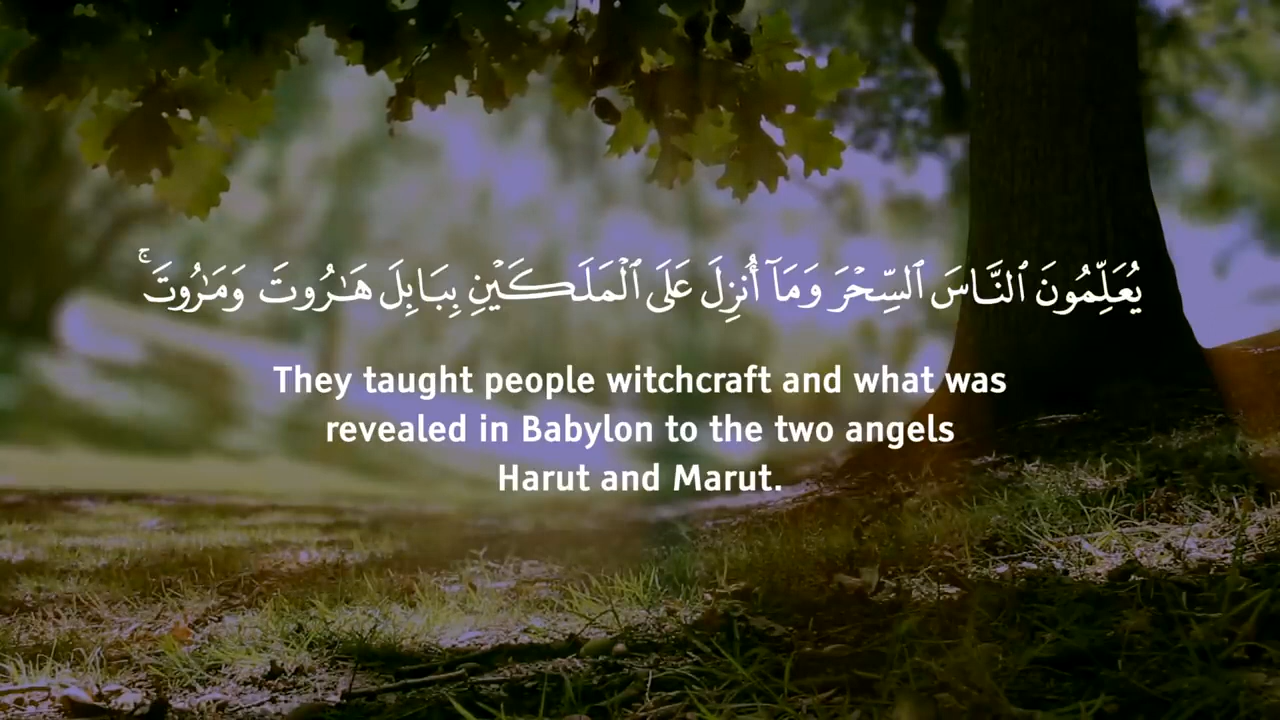 يُعَلِّمُونَ ٱلنَّاسَ ٱلسِّحْرَ وَمَآ أُنزِلَ عَلَى ٱلْمَلَكَيْنِ بِبَابِلَ هَـٰرُوتَ وَمَـٰرُوتَ ۚ
They taught people witchcraft and what was
revealed in Babylon to the two angels
Harut and Marut.